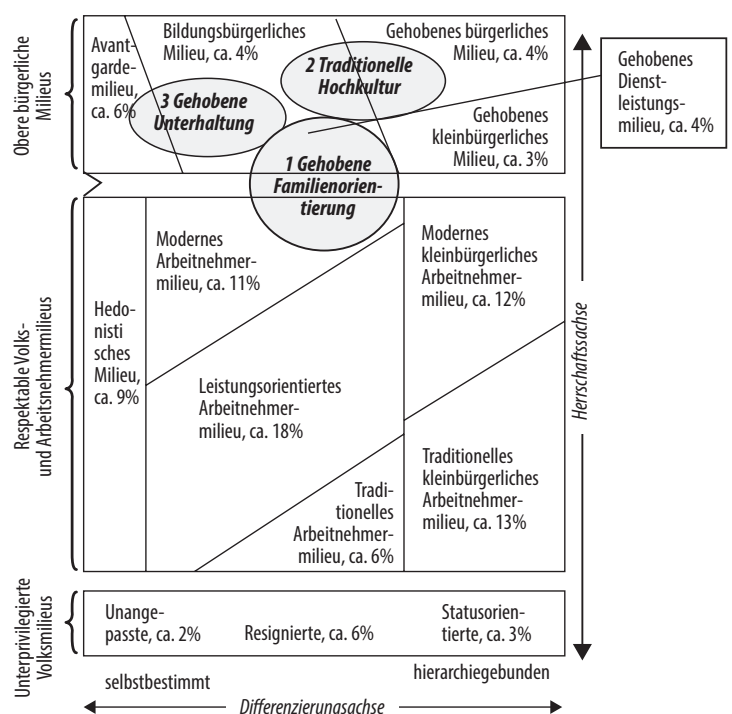 Obere bürgerliche
Milieus
Avant-
garde-
milieu,
ca. 6%
Bildungsbürgerliches
Milieu, ca. 4%
Gehobenes bürgerliches
Milieu, ca. 4%
2 Traditionelle
Hochkultur
3 Gehobene
Unterhaltung
Gehobenes
kleinbürgerliches
Milieu, ca. 3%
1 Gehobene
Familienorien-
tierung
Gehobenes
Dienst-
leistungs-
milieu, ca. 4%
Respektable Volks-
und Arbeitsnehmermilieus
Hedo-
nisti
sches
Milieu,
ca. 9%
Modernes
Arbeitnehmer-
milieu, ca. 11%
Modernes
kleinbürgerliches
Arbeitnehmer-
milieu, ca. 12%
Leistungsorientiertes
Arbeitnehmer-
milieu, ca. 18%
Tradi-
tionelles
Arbeitnehmer-
milieu, ca. 6%
Traditionelles
kleinbürgerliches
Arbeitnehmer-
milieu, ca. 13%
Herrschaftssachse
Unterprivilegierte
Volksmilieus
Unange-
passte, ca. 2%
Resignierte, ca. 6%
Statusorien-
tierte, ca. 3%
selbstbestimmt
hierarchiegebunden
Differenzierungasachse